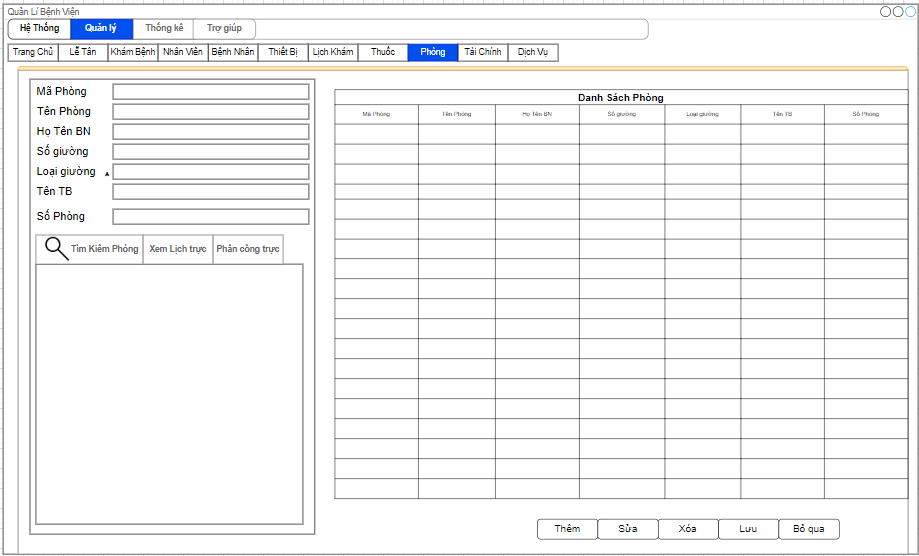 Quản Lí Bệnh Viện
Hệ Thống Quản lý Thống kê Trợ giúp
Trang Chủ Lễ Tân Khám Bệnh Nhân Viên Bệnh Nhân Thiết Bị Lịch Khám Thuốc Phòng Tài Chính Dịch Vụ
Mã Phòng
Tên Phòng
Họ Tên BN
Số giường
Loại giường
Tên TB
Số Phòng
Tìm Kiếm Phòng Xem Lịch trực Phân công trực
Danh Sách Phòng
Mã Phòng Tên Phòng Họ Tên BN Số giường Loại giường Tên TB Số Phòng
Thêm Sửa Xóa Lưu Bỏ qua